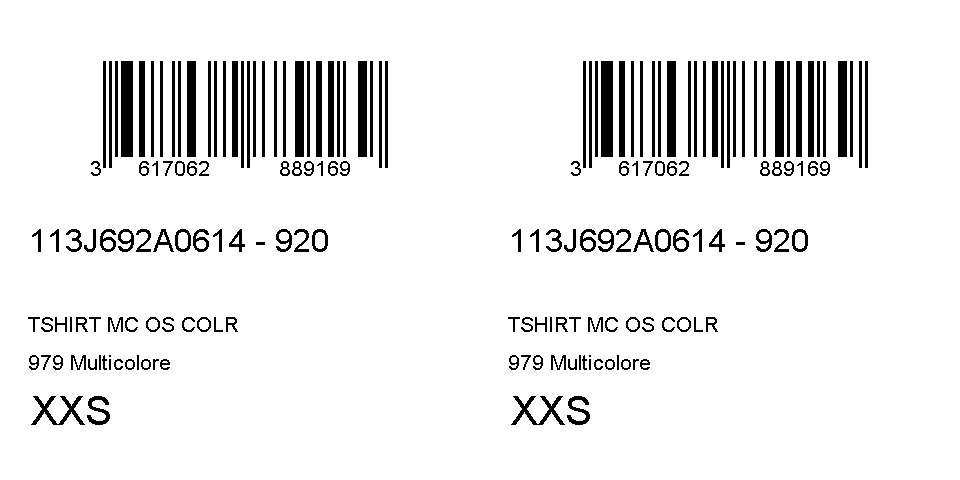 3 617062 889169
113J692A0614 - 920
TSHIRT MC OS COLR
979 Multicolore
XXS
3 617062 889169
113J692A0614 - 920
TSHIRT MC OS COLR
979 Multicolore
XXS